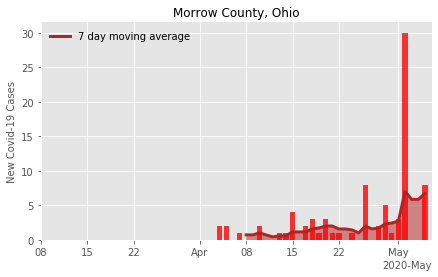 Morrow County, Ohio
7 day moving average
New Covid-19 Cases
30
25
20
15
10
5
0
08 15 22 Apr 08 15 22 May
2020-May